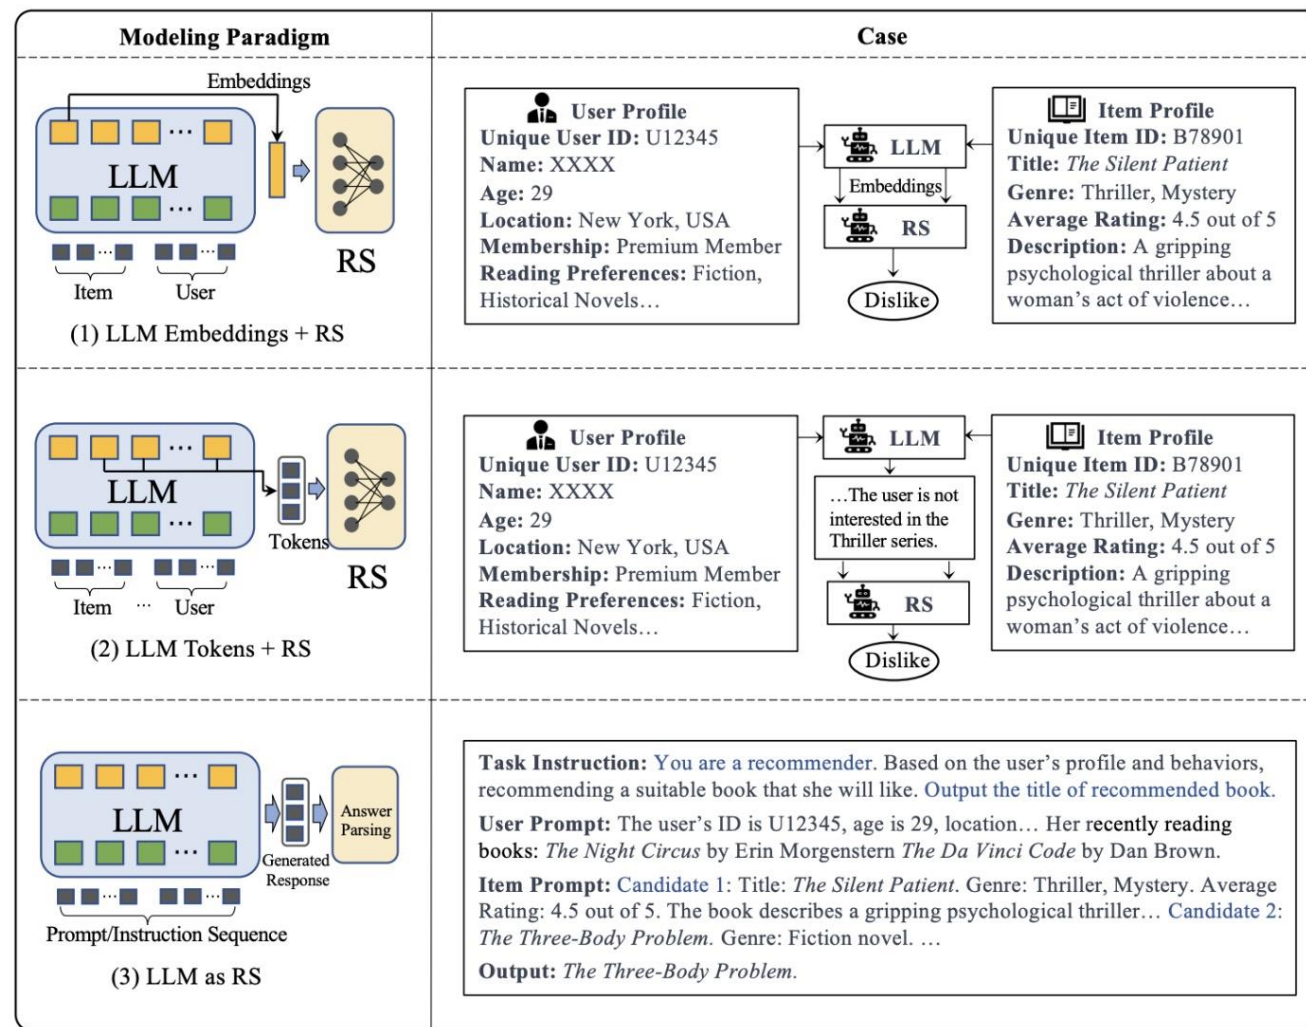 Modeling Paradigm
Case
Embeddings
LLM
Item
User
RS
(1) LLM Embeddings + RS
User Profile
Unique User ID: U12345
Name: XXXX
Age: 29
Location: New York, USA
Membership: Premium Member
Reading Preferences: Fiction,
Historical Novels…
LLM
Embeddings
RS
Dislike
Item Profile
Unique Item ID: B78901
Title: The Silent Patient
Genre: Thriller, Mystery
Average Rating: 4.5 out of 5
Description: A gripping
psychological thriller about a
woman’s act of violence…
LLM
Tokens
RS
Item
...
User
(2) LLM Tokens + RS
User Profile
Unique User ID: U12345
Name: XXXX
Age: 29
Location: New York, USA
Membership: Premium Member
Reading Preferences: Fiction,
Historical Novels…
LLM
…The user is not
interested in the
Thriller series.
RS
Dislike
Item Profile
Unique Item ID: B78901
Title: The Silent Patient
Genre: Thriller, Mystery
Average Rating: 4.5 out of 5
Description: A gripping
psychological thriller about a
woman’s act of violence…
LLM
Generated
Response
Answer
Parsing
Prompt/Instruction Sequence
(3) LLM as RS
Task Instruction: You are a recommender. Based on the user’s profile and behaviors,
recommending a suitable book that she will like. Output the title of recommended book.
User Prompt: The user’s ID is U12345, age is 29, location… Her recently reading
books: The Night Circus by Erin Morgenstern The Da Vinci Code by Dan Brown.
Item Prompt: Candidate 1: Title: The Silent Patient. Genre: Thriller, Mystery. Average
Rating: 4.5 out of 5. The book describes a gripping psychological thriller… Candidate 2:
The Three-Body Problem. Genre: Fiction novel. …
Output: The Three-Body Problem.